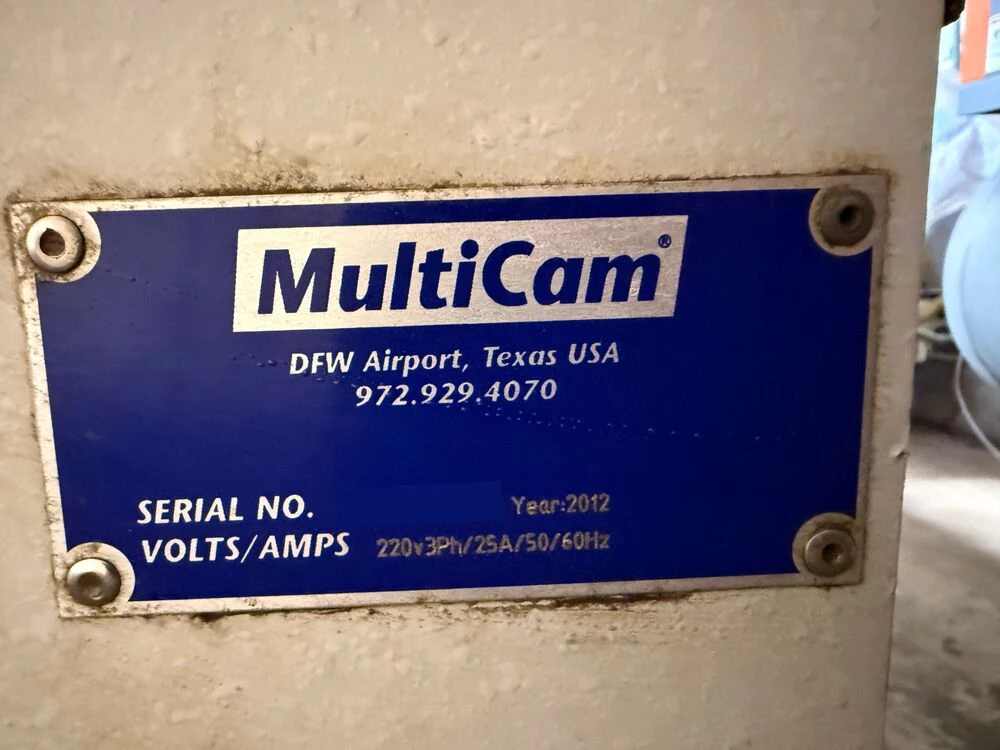 MultiCam®
DFW Airport, Texas USA
972.929.4070
SERIAL NO. Year:2012
VOLTS/AMPS 220v3Ph/25A/50/60Hz